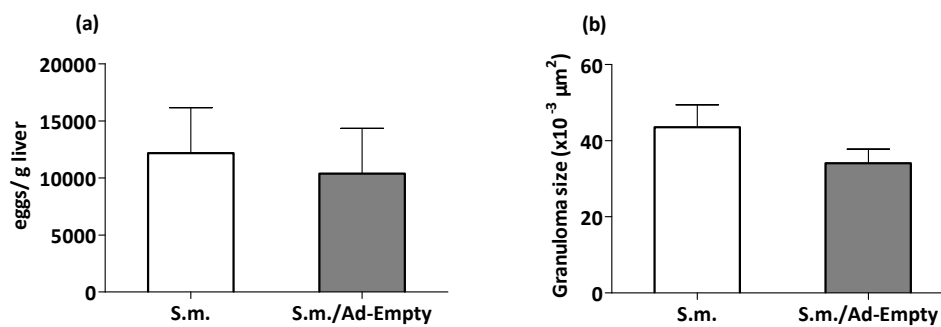 (a)
eggs/ g liver
20000
15000
10000
5000
0
S.m.
S.m./Ad-Empty
(b)
Granuloma size (x10⁻³ µm²)
60
40
20
0
S.m.
S.m./Ad-Empty